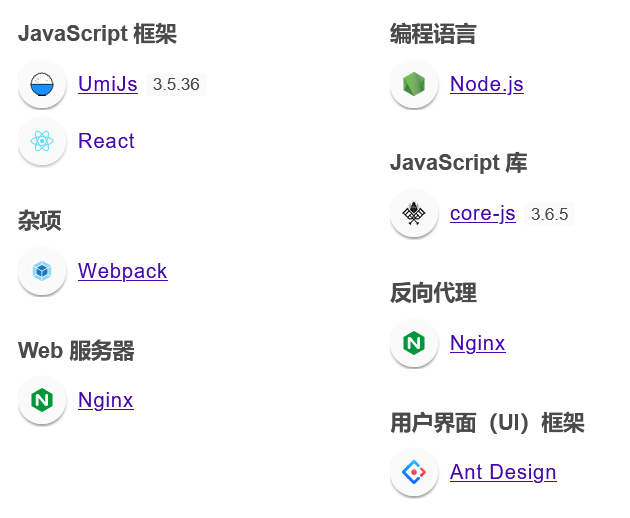 JavaScript 框架
UmiJs 3.5.36
React
杂项
Webpack
Web 服务器
Nginx
编程语言
Node.js
JavaScript 库
core-js 3.6.5
反向代理
Nginx
用户界面（UI）框架
Ant Design